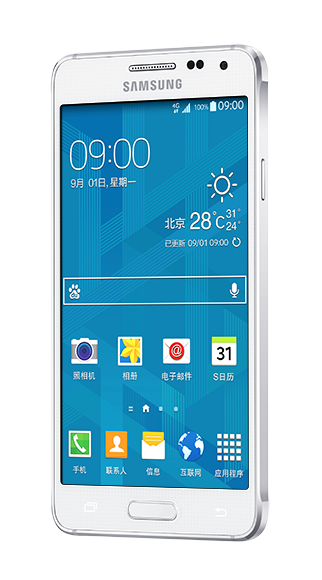 SAMSUNG
4G 100% 09:00
09:00
9月 01日, 星期一
北京 28°C 31° 24°
已更新 09/01 09:00
照相机 相册 电子邮件 31 S日历
手机 联系人 信息 互联网 应用程序